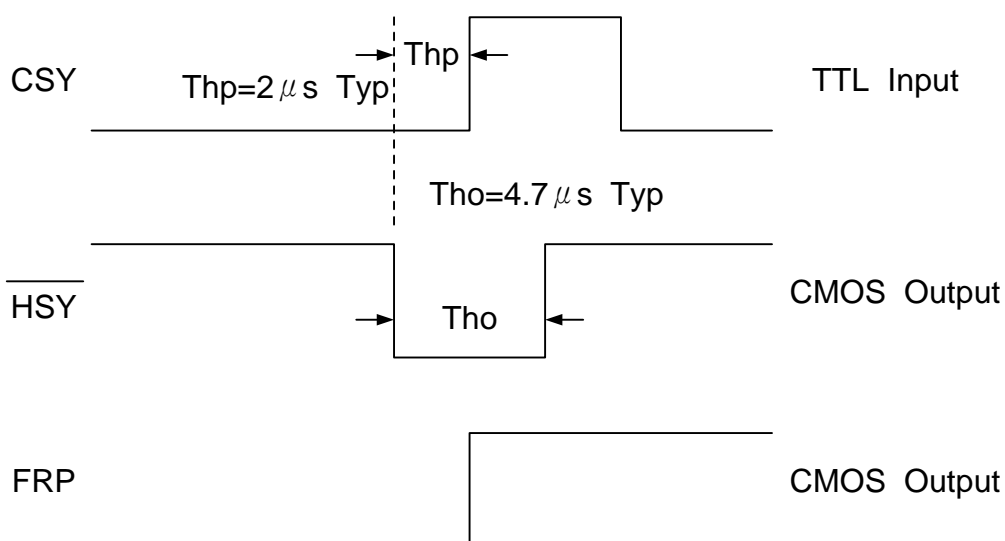 Thp
CSY
Thp=2μs Typ
TTL Input
Tho=4.7μs Typ
HSY
Tho
CMOS Output
FRP
CMOS Output